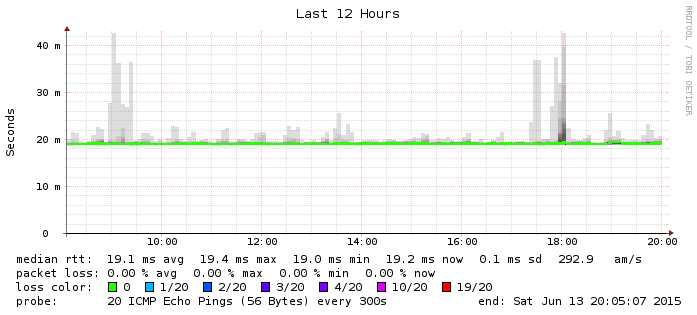 Last 12 Hours
RRDTOOL / TOBI OETIKER
Seconds
40 m
30 m
20 m
10 m
0
10:00 12:00 14:00 16:00 18:00 20:00
median rtt: 19.1 ms avg 19.4 ms max 19.0 ms min 19.2 ms now 0.1 ms sd 292.9 am/s
packet loss: 0.00 % avg 0.00 % max 0.00 % min 0.00 % now
loss color: 0 1/20 2/20 3/20 4/20 10/20 19/20
probe: 20 ICMP Echo Pings (56 Bytes) every 300s end: Sat Jun 13 20:05:07 2015